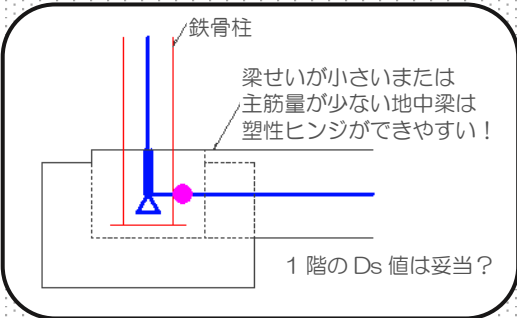 鉄骨柱
梁せいが小さいまたは
主筋量が少ない地中梁は
塑性ヒンジができやすい！
１階の Ds 値は妥当？